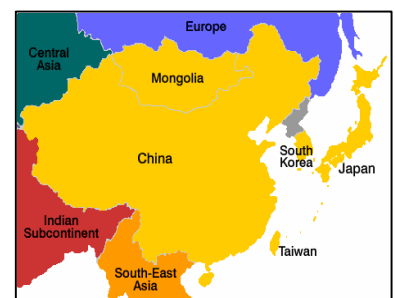 Europe
Central
Asia
Mongolia
China
South
Korea
Japan
Indian
Subcontinent
Taiwan
South-East
Asia